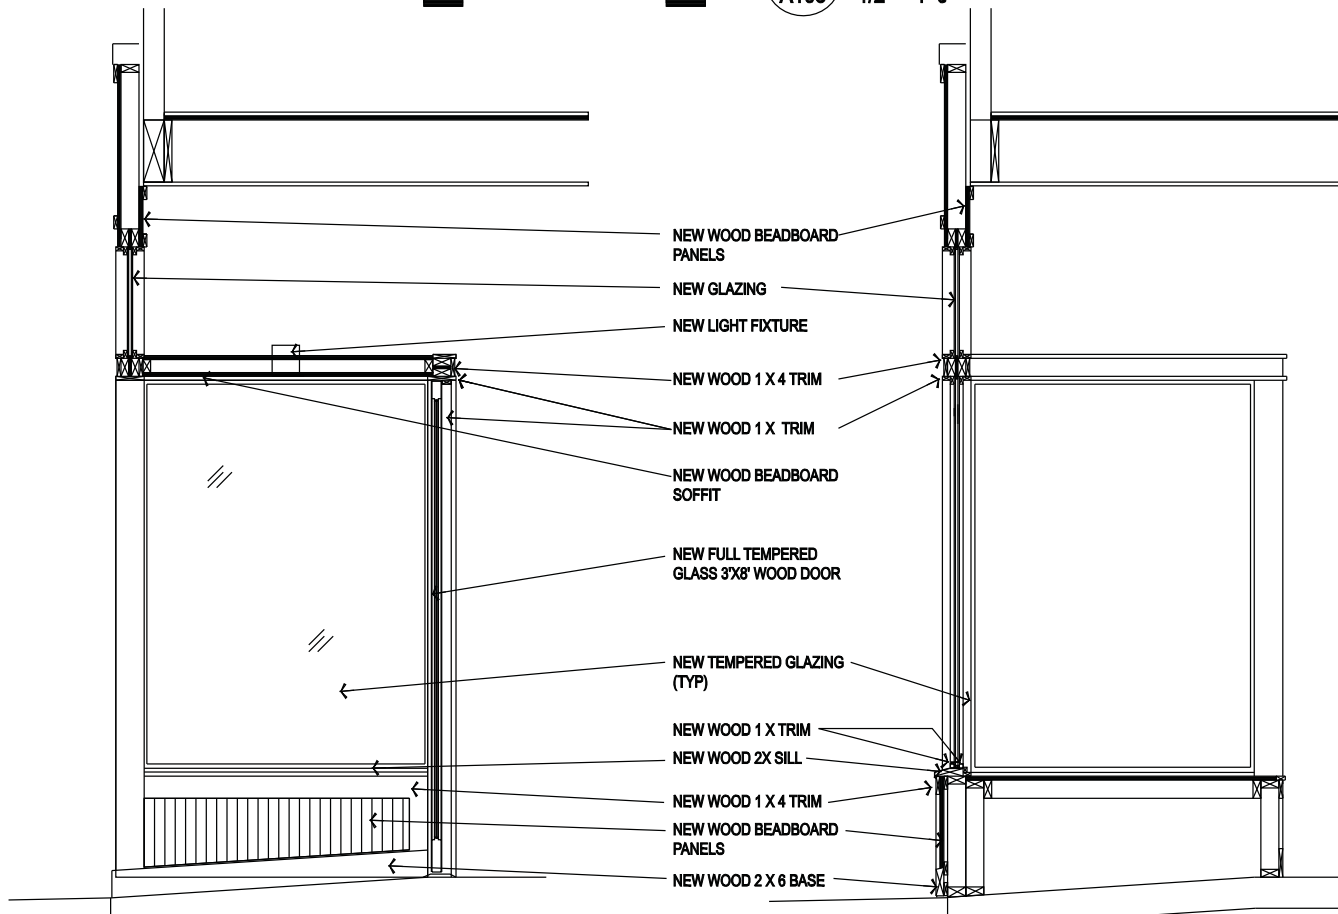 NEW WOOD BEADBOARD
PANELS
NEW GLAZING
NEW LIGHT FIXTURE
NEW WOOD 1 X 4 TRIM
NEW WOOD 1 X TRIM
NEW WOOD BEADBOARD
SOFFIT
NEW FULL TEMPERED
GLASS 3'X8' WOOD DOOR
NEW TEMPERED GLAZING
(TYP)
NEW WOOD 1 X TRIM
NEW WOOD 2X SILL
NEW WOOD 1 X 4 TRIM
NEW WOOD BEADBOARD
PANELS
NEW WOOD 2 X 6 BASE